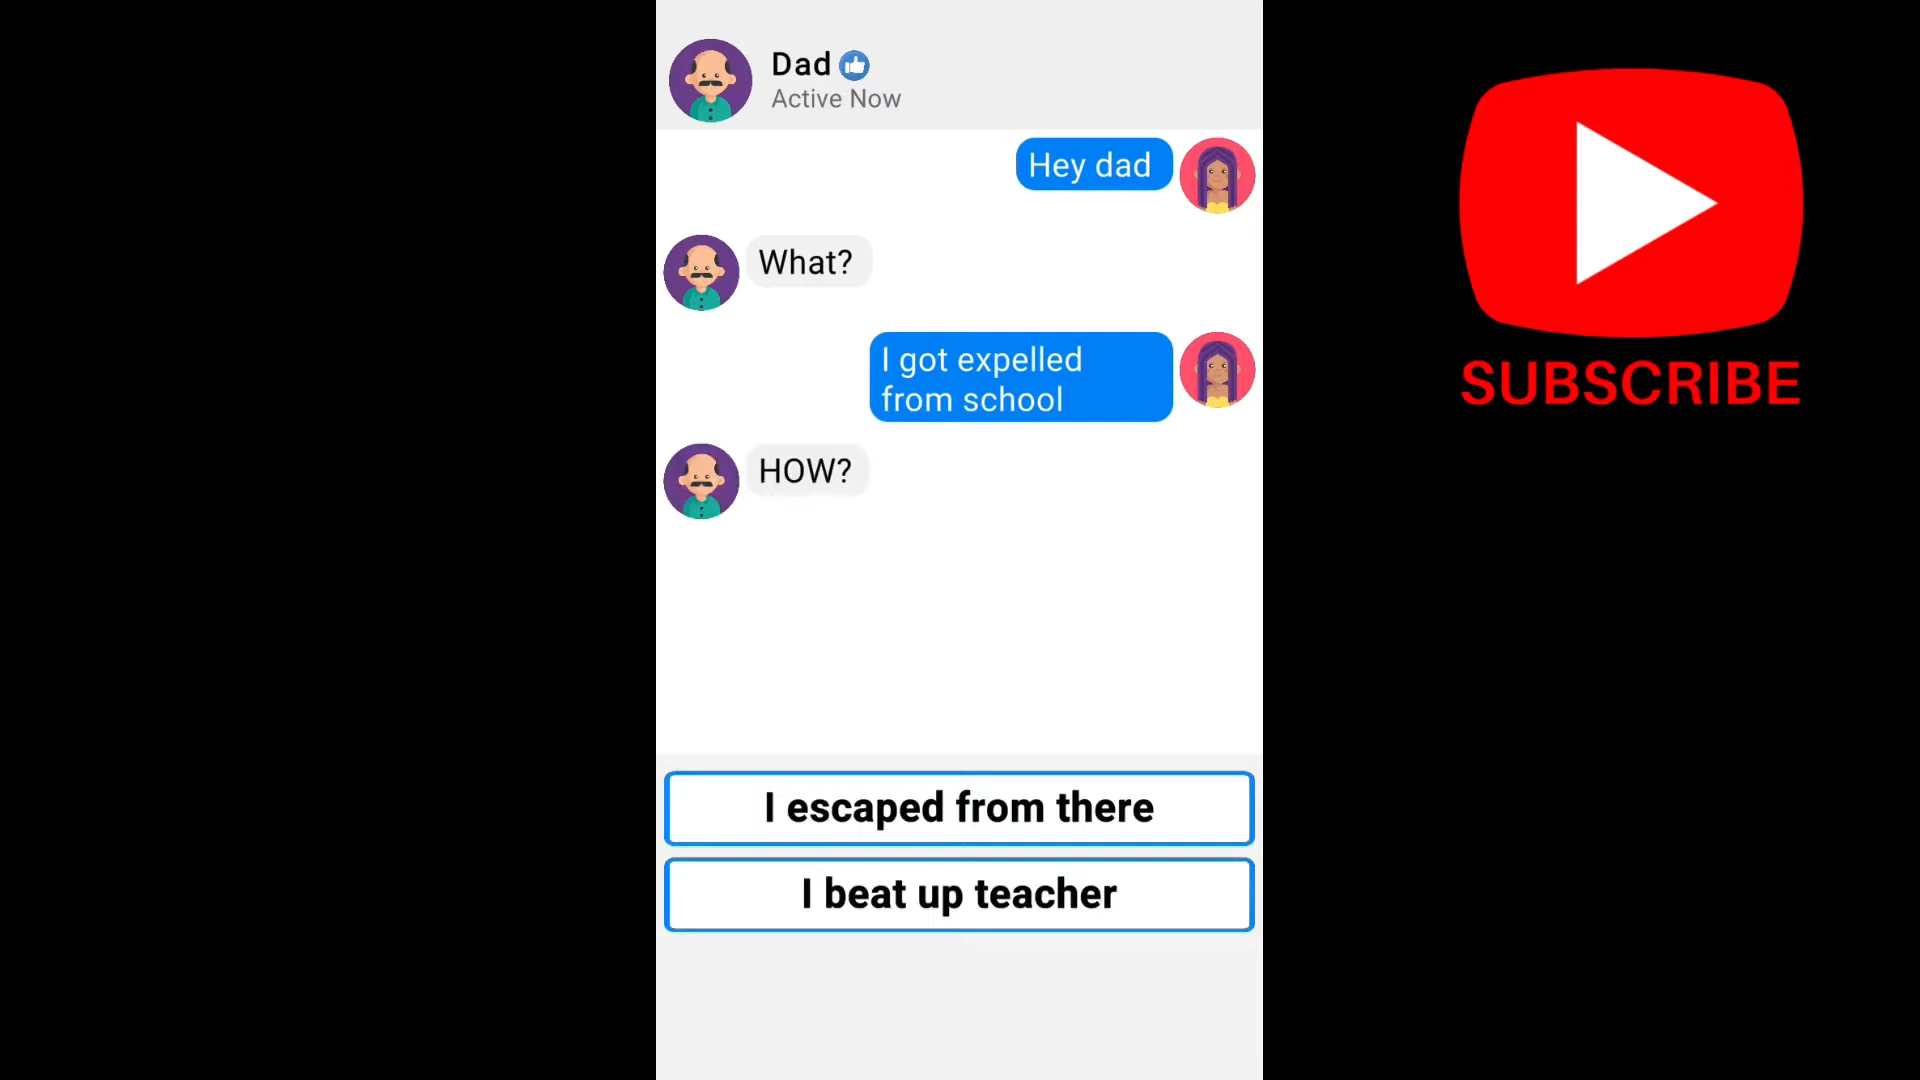 Dad
Active Now
Hey dad
What?
I got expelled
from school
HOW?
I escaped from there
I beat up teacher
SUBSCRIBE